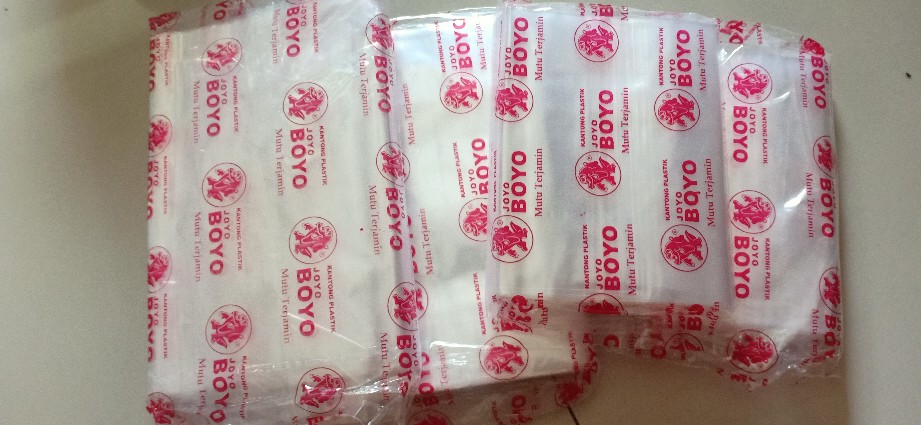 KANTONG PLASTIK
JOYO
BOYO
Mutu Terjamin